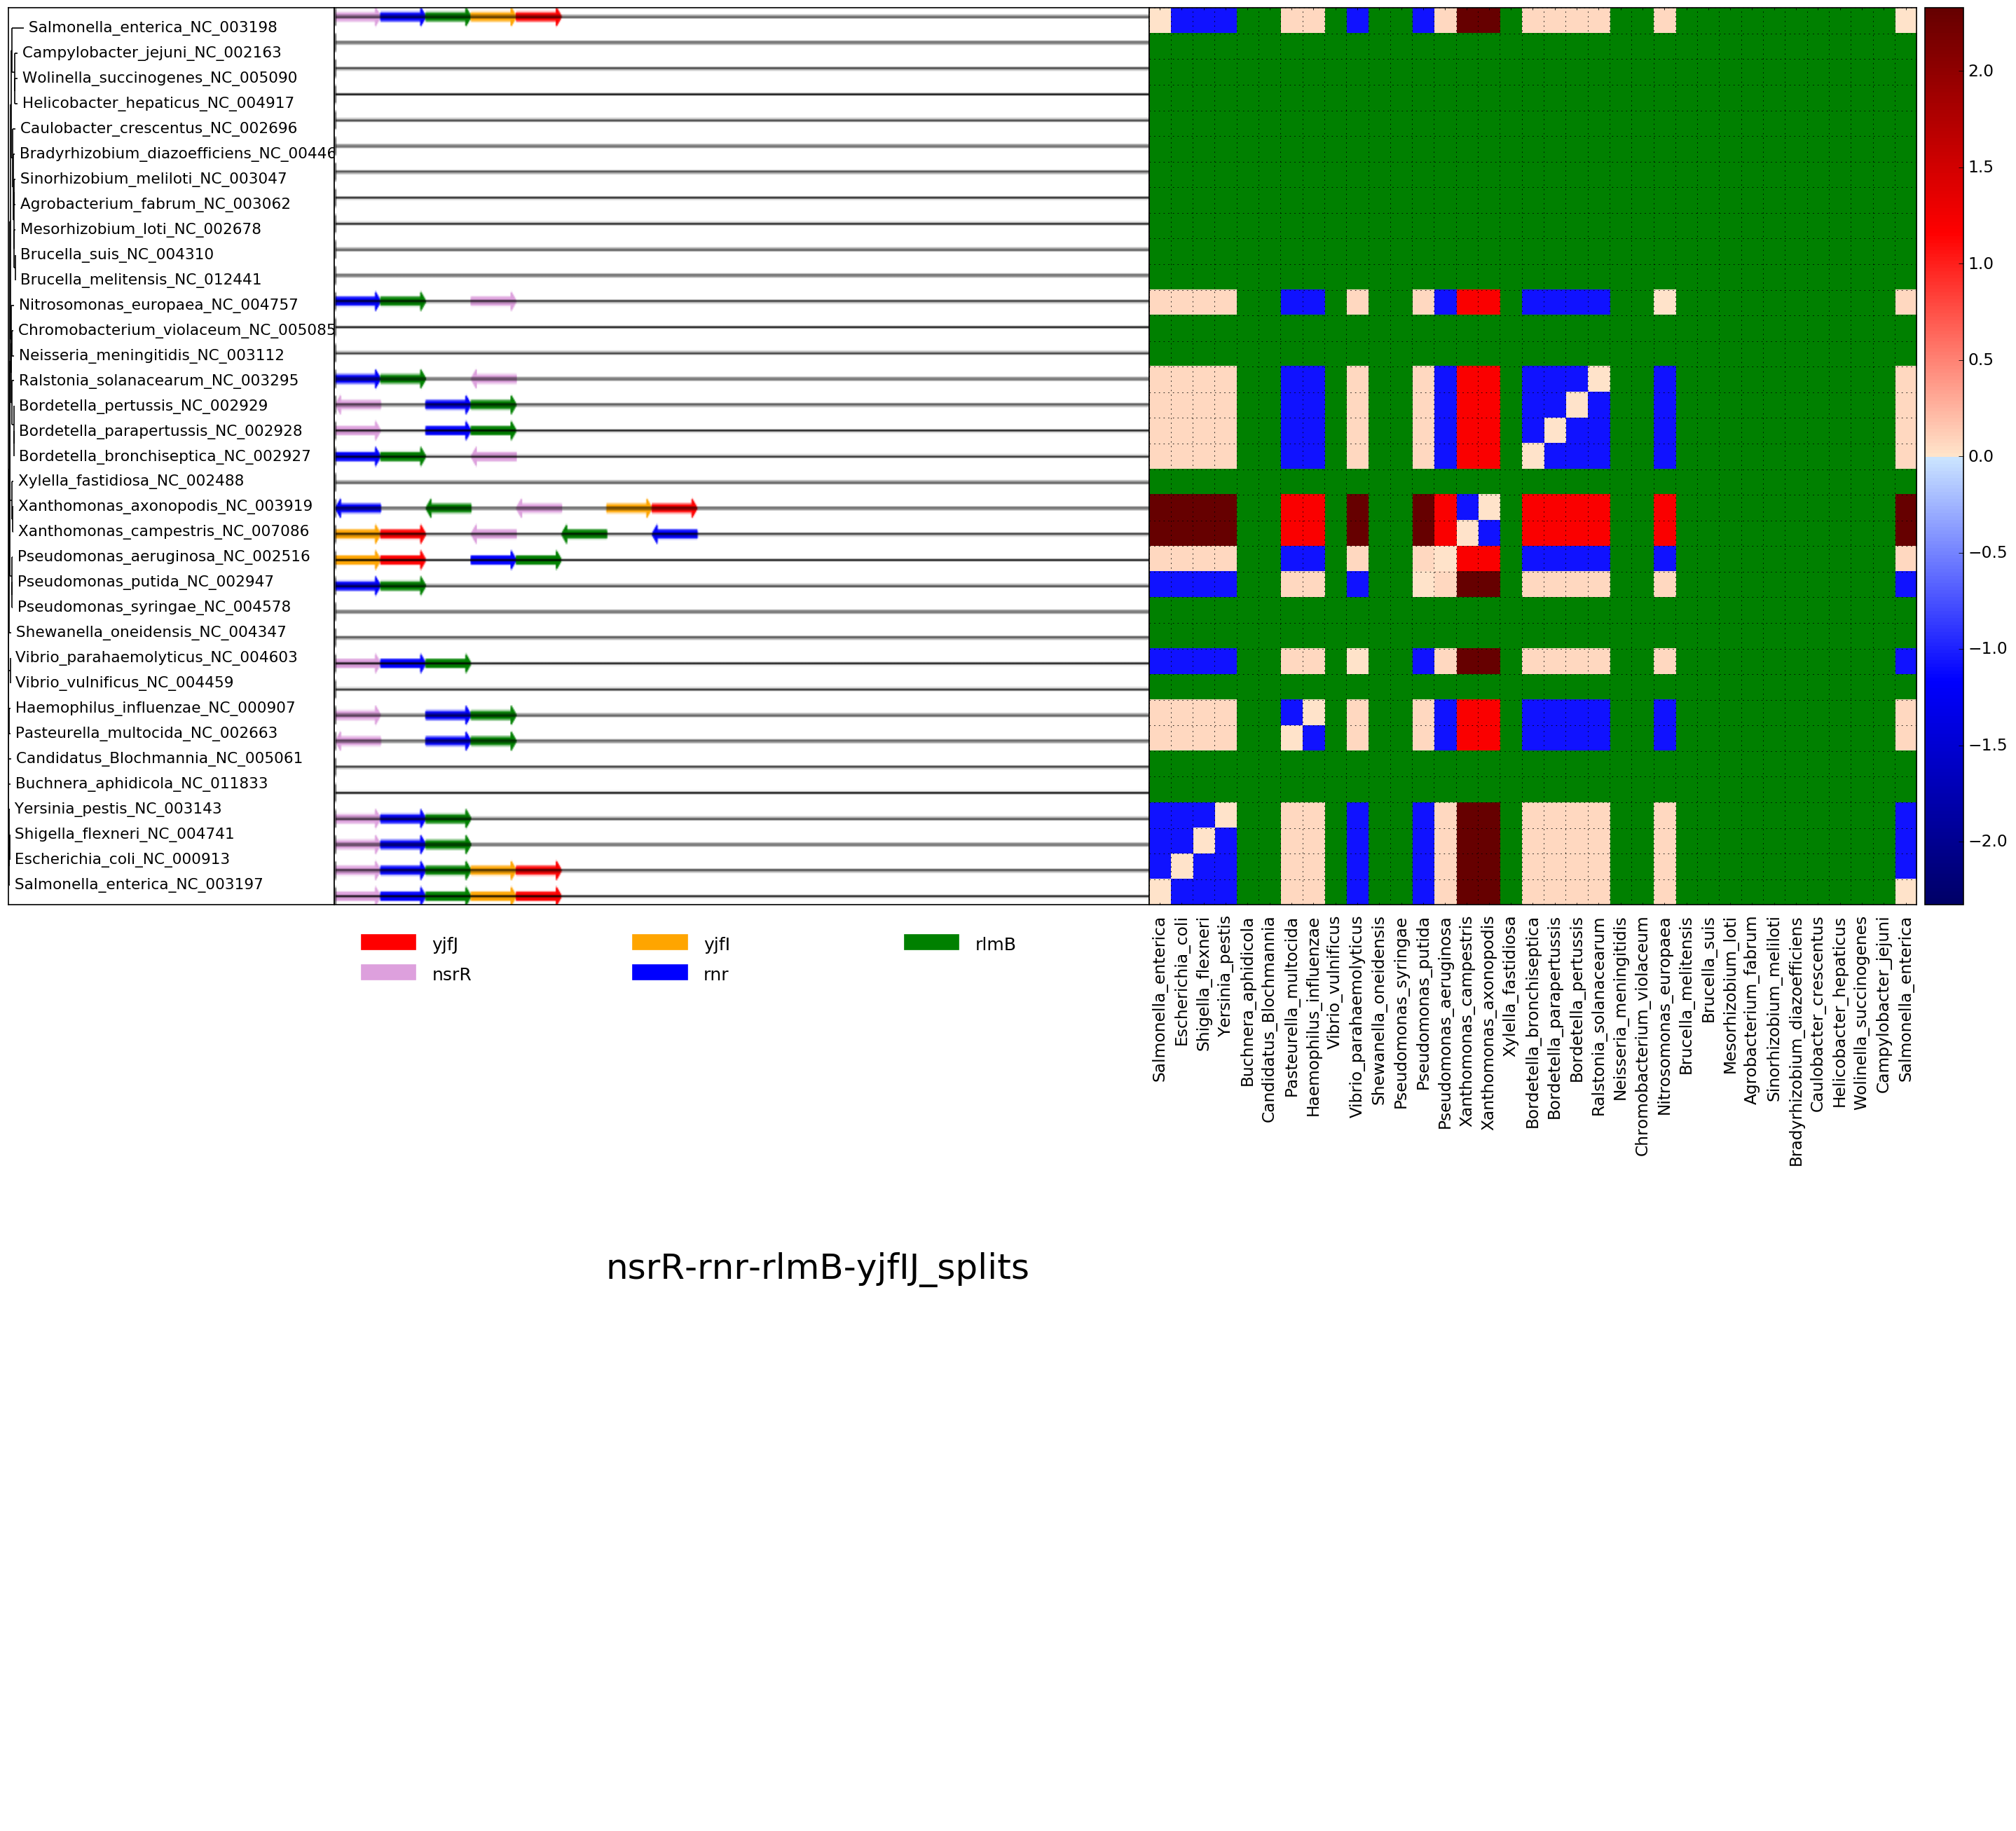 Salmonella_enterica_NC_003198
Campylobacter_jejuni_NC_002163
Wolinella_succinogenes_NC_005090
Helicobacter_hepaticus_NC_004917
Caulobacter_crescentus_NC_002696
Bradyrhizobium_diazoefficiens_NC_00446
Sinorhizobium_meliloti_NC_003047
Agrobacterium_fabrum_NC_003062
Mesorhizobium_loti_NC_002678
Brucella_suis_NC_004310
Brucella_melitensis_NC_012441
Nitrosomonas_europaea_NC_004757
Chromobacterium_violaceum_NC_005085
Neisseria_meningitidis_NC_003112
Ralstonia_solanacearum_NC_003295
Bordetella_pertussis_NC_002929
Bordetella_parapertussis_NC_002928
Bordetella_bronchiseptica_NC_002927
Xylella_fastidiosa_NC_002488
Xanthomonas_axonopodis_NC_003919
Xanthomonas_campestris_NC_007086
Pseudomonas_aeruginosa_NC_002516
Pseudomonas_putida_NC_002947
Pseudomonas_syringae_NC_004578
Shewanella_oneidensis_NC_004347
Vibrio_parahaemolyticus_NC_004603
Vibrio_vulnificus_NC_004459
Haemophilus_influenzae_NC_000907
Pasteurella_multocida_NC_002663
Candidatus_Blochmannia_NC_005061
Buchnera_aphidicola_NC_011833
Yersinia_pestis_NC_003143
Shigella_flexneri_NC_004741
Escherichia_coli_NC_000913
Salmonella_enterica_NC_003197
2.0
1.5
1.0
0.5
0.0
−0.5
−1.0
−1.5
−2.0
Salmonella_enterica
Escherichia_coli
Shigella_flexneri
Yersinia_pestis
Buchnera_aphidicola
Candidatus_Blochmannia
Pasteurella_multocida
Haemophilus_influenzae
Vibrio_vulnificus
Vibrio_parahaemolyticus
Shewanella_oneidensis
Pseudomonas_syringae
Pseudomonas_putida
Pseudomonas_aeruginosa
Xanthomonas_campestris
Xanthomonas_axonopodis
Xylella_fastidiosa
Bordetella_bronchiseptica
Bordetella_parapertussis
Bordetella_pertussis
Ralstonia_solanacearum
Neisseria_meningitidis
Chromobacterium_violaceum
Nitrosomonas_europaea
Brucella_melitensis
Brucella_suis
Mesorhizobium_loti
Agrobacterium_fabrum
Sinorhizobium_meliloti
Bradyrhizobium_diazoefficiens
Caulobacter_crescentus
Helicobacter_hepaticus
Wolinella_succinogenes
Campylobacter_jejuni
Salmonella_enterica
yjfJ yjfI rlmB
nsrR rnr
nsrR-rnr-rlmB-yjfIJ_splits